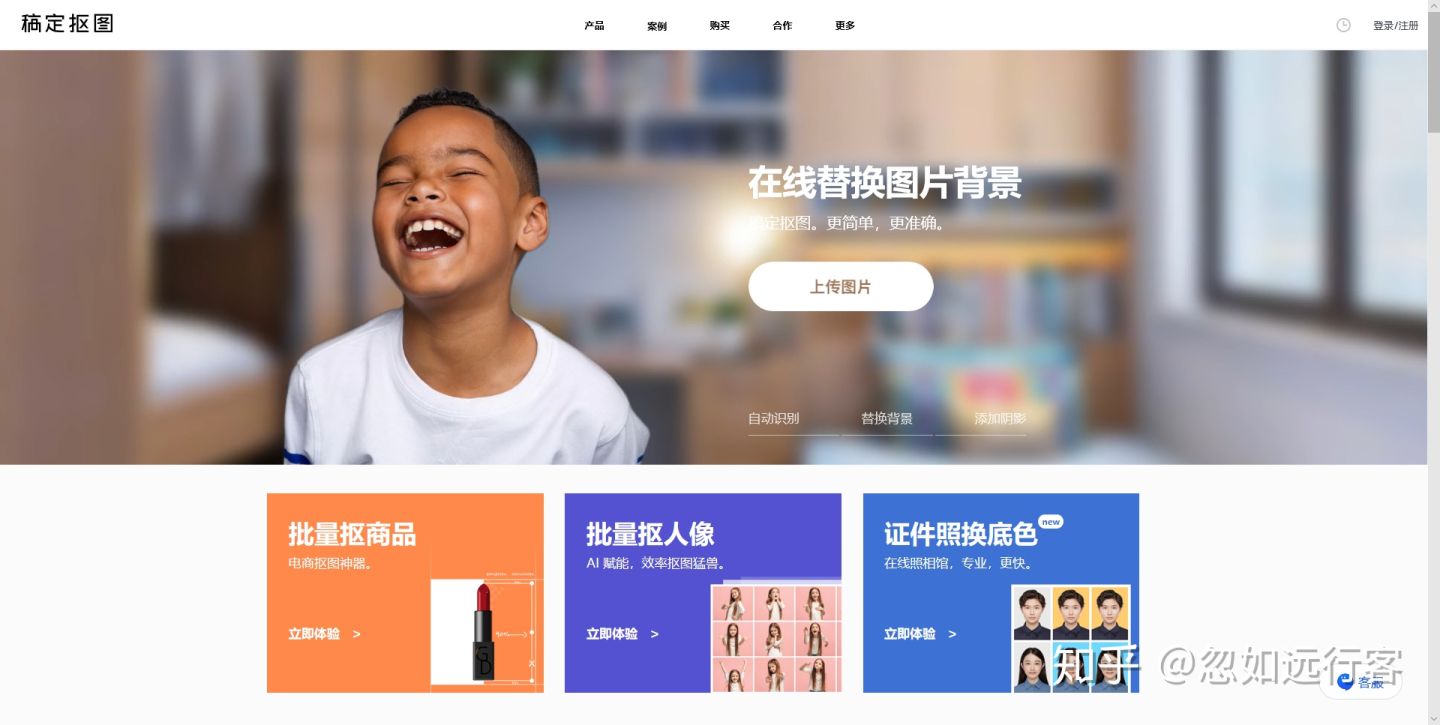 稿定抠图
产品 案例 购买 合作 更多
登录/注册
在线替换图片背景
稿定抠图。更简单，更准确。
上传图片
自动识别 替换背景 添加阴影
批量抠商品
电商抠图神器。
立即体验 >
批量抠人像
AI 赋能，效率抠图猛兽。
立即体验 >
证件照换底色 new
在线照相馆，专业，更快。
立即体验 >
知乎 @忽如远行客
客服